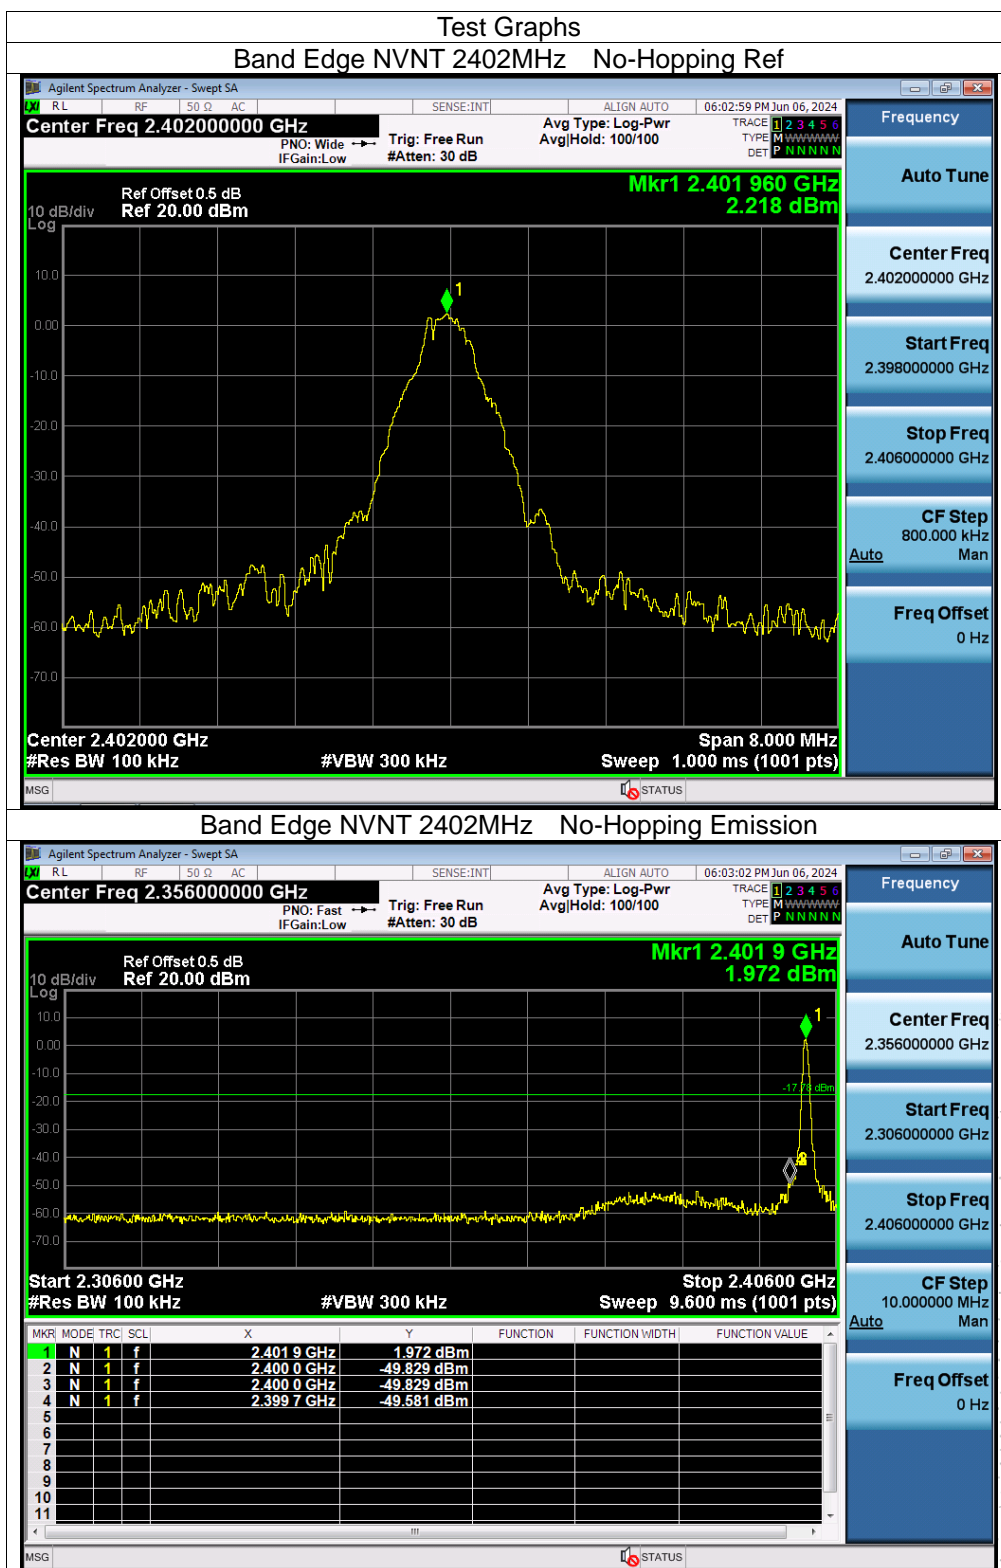 Test Graphs
Band Edge NVNT 2402MHz No-Hopping Ref
Agilent Spectrum Analyzer - Swept SA
LXI RL RF 50 Ω AC SENSE:INT ALIGN AUTO 06:02:59 PM Jun 06, 2024
Center Freq 2.402000000 GHz
PNO: Wide
IFGain:Low
Trig: Free Run
#Atten: 30 dB
Avg Type: Log-Pwr
Avg|Hold: 100/100
TRACE 1 2 3 4 5 6
TYPE M WWWWW
DET P N N N N N
Frequency
Auto Tune
Center Freq
2.402000000 GHz
Start Freq
2.398000000 GHz
Stop Freq
2.406000000 GHz
CF Step
800.000 kHz
Auto Man
Freq Offset
0 Hz
Mkr1 2.401 960 GHz
2.218 dBm
Ref Offset 0.5 dB
10 dB/div Ref 20.00 dBm
Log
10.0
0.00
-10.0
-20.0
-30.0
-40.0
-50.0
-60.0
-70.0
1
Center 2.402000 GHz Span 8.000 MHz
#Res BW 100 kHz #VBW 300 kHz Sweep 1.000 ms (1001 pts)
MSG STATUS
Band Edge NVNT 2402MHz No-Hopping Emission
Agilent Spectrum Analyzer - Swept SA
LXI RL RF 50 Ω AC SENSE:INT ALIGN AUTO 06:03:02 PM Jun 06, 2024
Center Freq 2.356000000 GHz
PNO: Fast
IFGain:Low
Trig: Free Run
#Atten: 30 dB
Avg Type: Log-Pwr
Avg|Hold: 100/100
TRACE 1 2 3 4 5 6
TYPE M WWWWW
DET P N N N N N
Frequency
Auto Tune
Center Freq
2.356000000 GHz
Start Freq
2.306000000 GHz
Stop Freq
2.406000000 GHz
CF Step
10.000000 MHz
Auto Man
Freq Offset
0 Hz
Mkr1 2.401 9 GHz
1.972 dBm
Ref Offset 0.5 dB
10 dB/div Ref 20.00 dBm
Log
10.0
0.00
-10.0
-20.0
-30.0
-40.0
-50.0
-60.0
-70.0
1
-17.78 dBm
Start 2.30600 GHz Stop 2.40600 GHz
#Res BW 100 kHz #VBW 300 kHz Sweep 9.600 ms (1001 pts)
MKR MODE TRC SCL X Y FUNCTION FUNCTION WIDTH FUNCTION VALUE
1 N 1 f 2.401 9 GHz 1.972 dBm
2 N 1 f 2.400 0 GHz -49.829 dBm
3 N 1 f 2.400 0 GHz -49.829 dBm
4 N 1 f 2.399 7 GHz -49.581 dBm
5
6
7
8
9
10
11
MSG STATUS